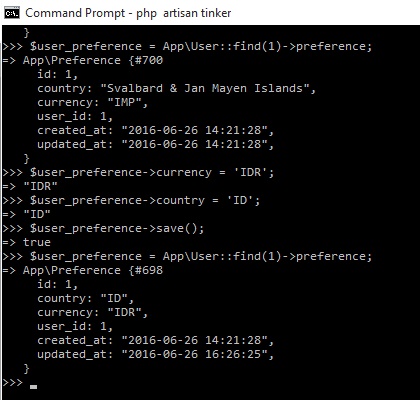 Command Prompt - php  artisan tinker
   }
>>> $user_preference = App\User::find(1)->preference;
=> App\Preference {#700
     id: 1,
     country: "Svalbard & Jan Mayen Islands",
     currency: "IMP",
     user_id: 1,
     created_at: "2016-06-26 14:21:28",
     updated_at: "2016-06-26 14:21:28",
   }
>>> $user_preference->currency = 'IDR';
=> "IDR"
>>> $user_preference->country = 'ID';
=> "ID"
>>> $user_preference->save();
=> true
>>> $user_preference = App\User::find(1)->preference;
=> App\Preference {#698
     id: 1,
     country: "ID",
     currency: "IDR",
     user_id: 1,
     created_at: "2016-06-26 14:21:28",
     updated_at: "2016-06-26 16:26:25",
   }
>>>